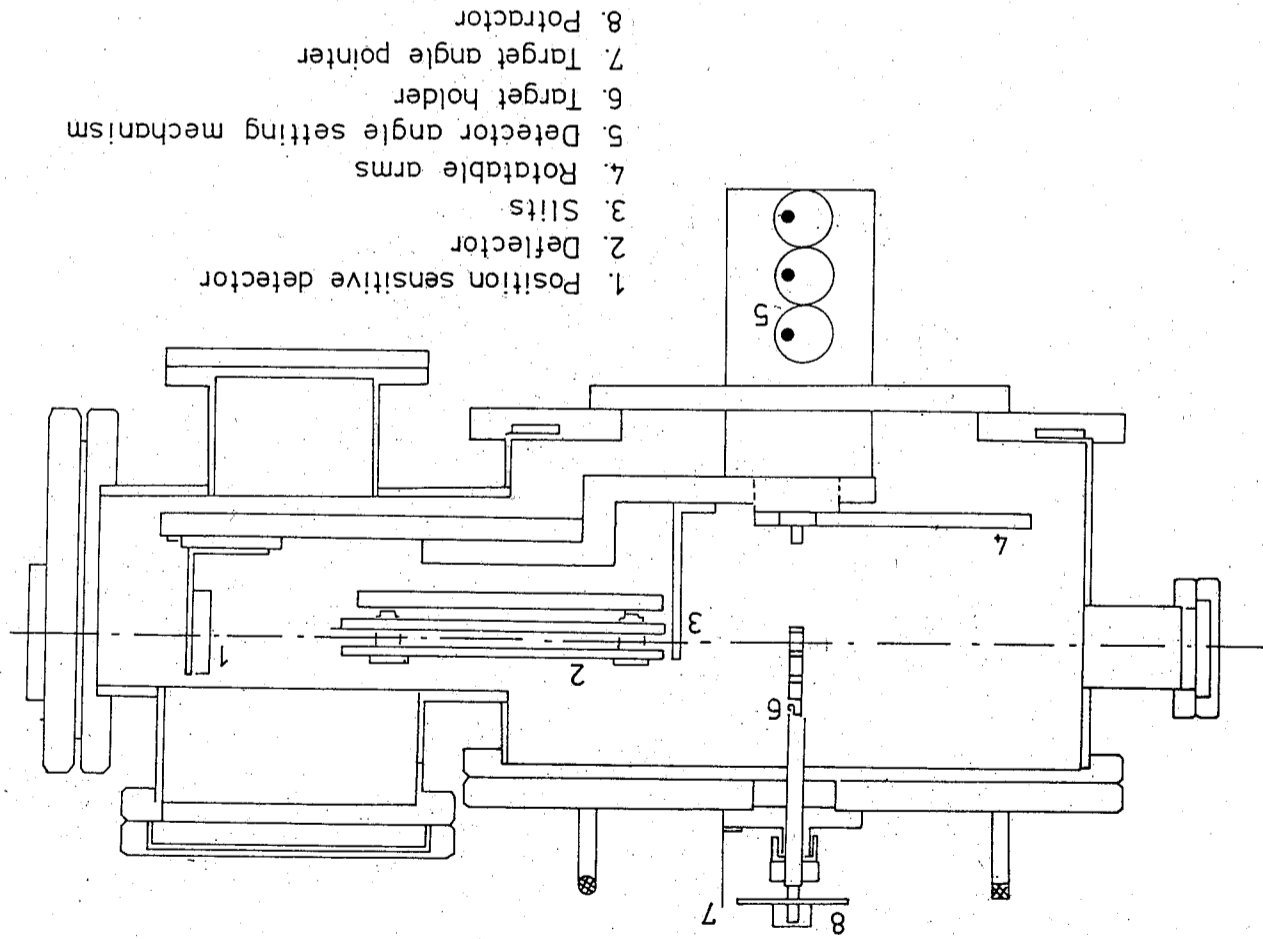 8
7
6
2
1
3
4
5
1. Position sensitive detector
2. Deflector
3. Slits
4. Rotatable arms
5. Detector angle setting mechanism
6. Target holder
7. Target angle pointer
8. Potractor